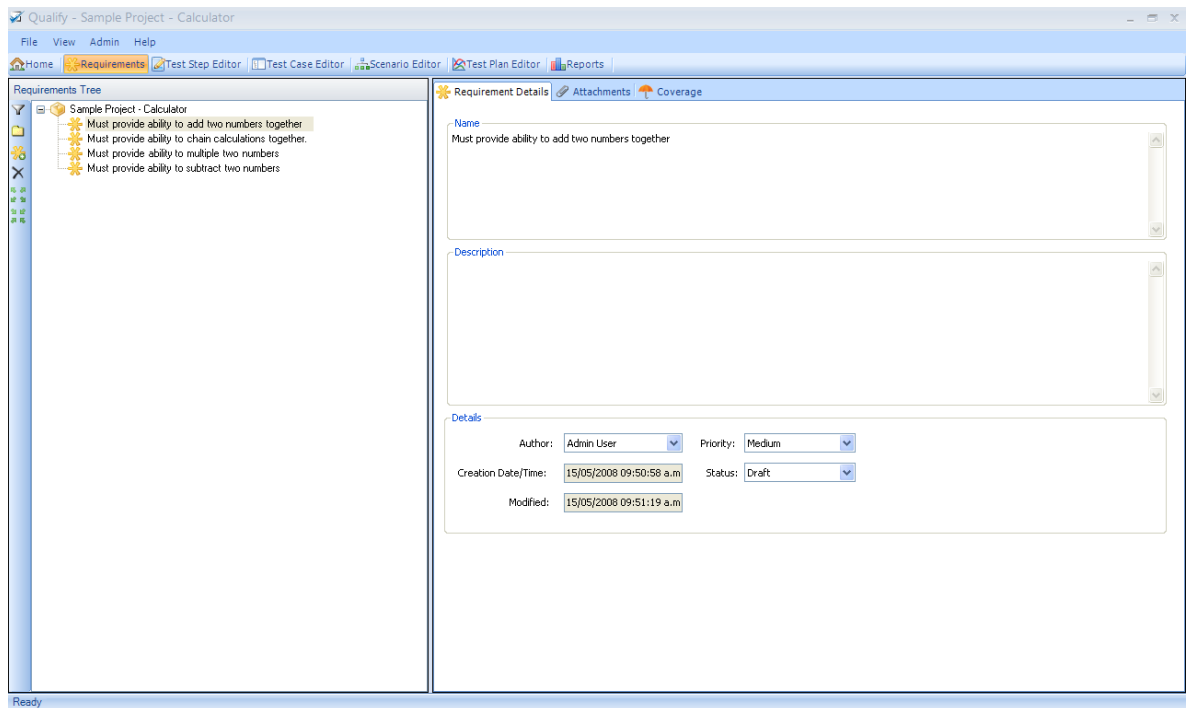 Qualify - Sample Project - Calculator
File View Admin Help
Home Requirements Test Step Editor Test Case Editor Scenario Editor Test Plan Editor Reports
Requirements Tree
Sample Project - Calculator
Must provide ability to add two numbers together
Must provide ability to chain calculations together.
Must provide ability to multiple two numbers
Must provide ability to subtract two numbers
Requirement Details Attachments Coverage
Name
Must provide ability to add two numbers together
Description
Details
Author: Admin User Priority: Medium
Creation Date/Time: 15/05/2008 09:50:58 a.m Status: Draft
Modified: 15/05/2008 09:51:19 a.m
Ready